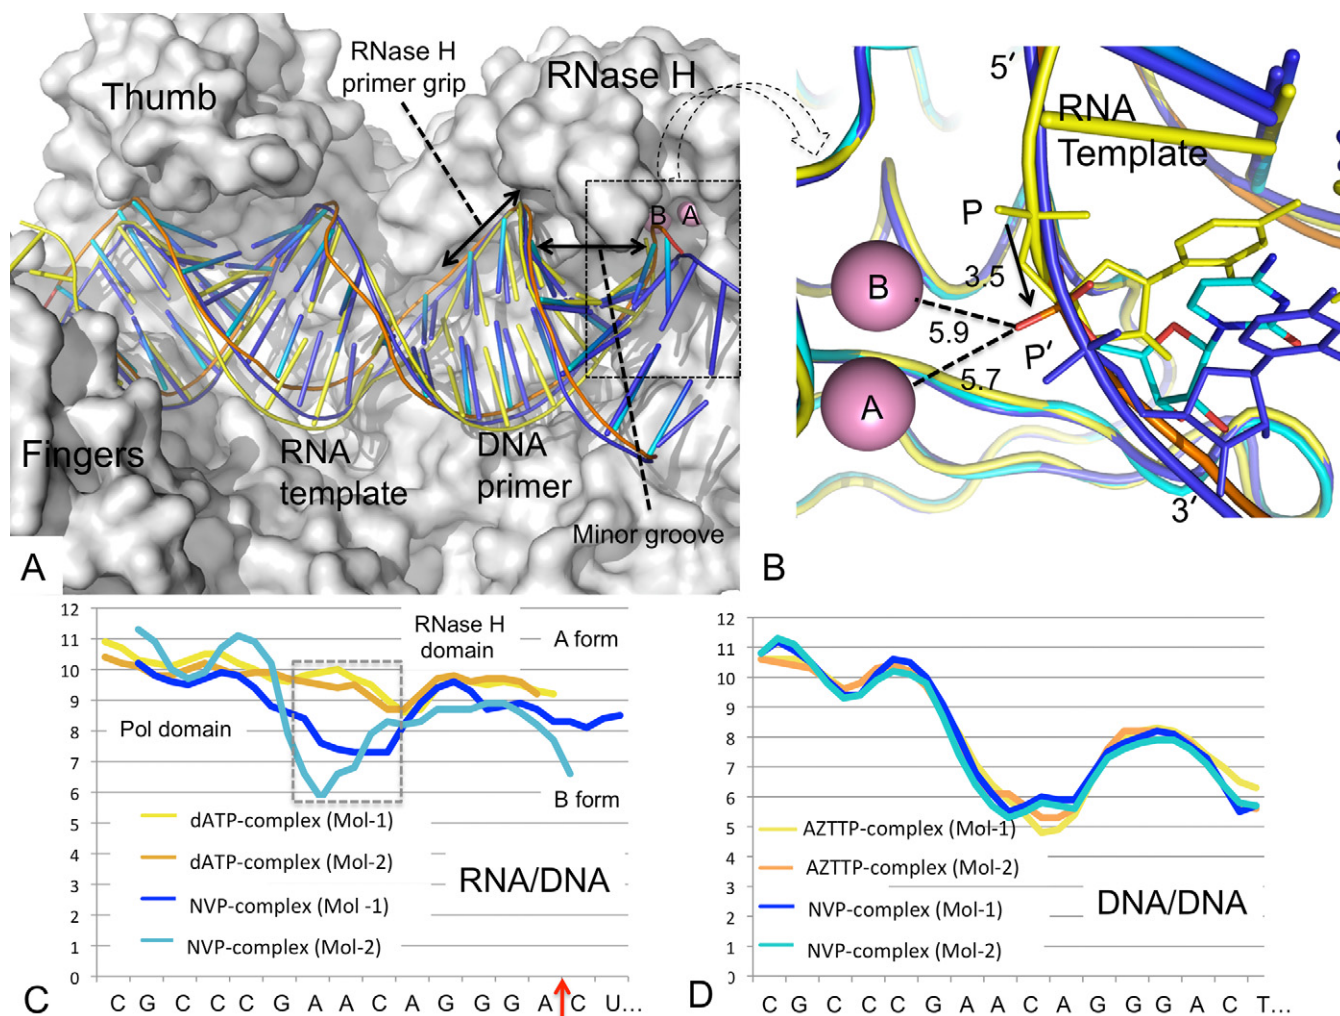 RNase H
primer grip
Thumb
RNase H
B A
Fingers
RNA
template
DNA
primer
Minor groove
A
5′
RNA
Template
P
3.5
B
5.9
P′
5.7
A
3′
B
12
11
10
9
8
7
6
5
4
3
2
1
0
RNase H
domain
A form
Pol domain
B form
dATP-complex (Mol-1)
dATP-complex (Mol-2)
NVP-complex (Mol -1)
NVP-complex (Mol-2)
RNA/DNA
C G C C C G A A C A G G G A C U...
C
12
11
10
9
8
7
6
5
4
3
2
1
0
AZTTP-complex (Mol-1)
AZTTP-complex (Mol-2)
NVP-complex (Mol-1)
NVP-complex (Mol-2)
DNA/DNA
C G C C C G A A C A G G G A C T...
D